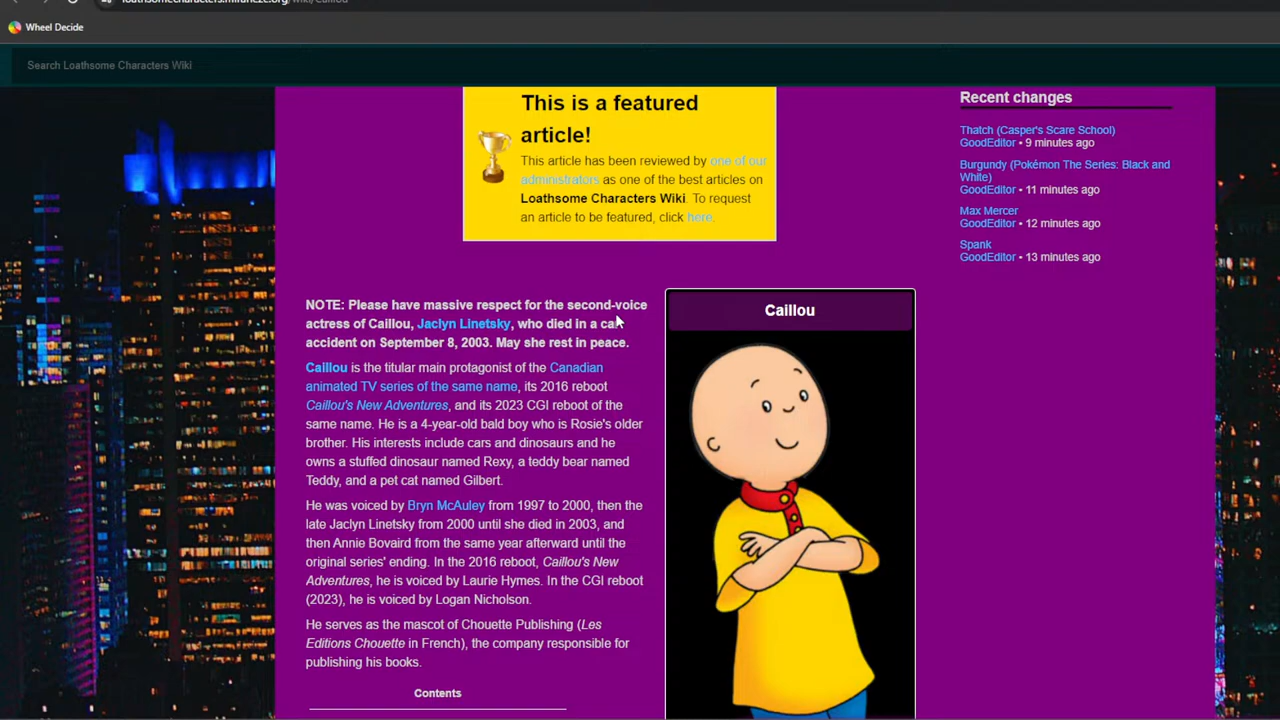 Wheel Decide
Search Loathsome Characters Wiki
This is a featured
article!
This article has been reviewed by one of our
administrators as one of the best articles on
Loathsome Characters Wiki. To request
an article to be featured, click here.
Recent changes
Thatch (Casper's Scare School)
GoodEditor • 9 minutes ago
Burgundy (Pokémon The Series: Black and
White)
GoodEditor • 11 minutes ago
Max Mercer
GoodEditor • 12 minutes ago
Spank
GoodEditor • 13 minutes ago
NOTE: Please have massive respect for the second-voice
actress of Caillou, Jaclyn Linetsky, who died in a car
accident on September 8, 2003. May she rest in peace.
Caillou is the titular main protagonist of the Canadian
animated TV series of the same name, its 2016 reboot
Caillou's New Adventures, and its 2023 CGI reboot of the
same name. He is a 4-year-old bald boy who is Rosie's older
brother. His interests include cars and dinosaurs and he
owns a stuffed dinosaur named Rexy, a teddy bear named
Teddy, and a pet cat named Gilbert.
He was voiced by Bryn McAuley from 1997 to 2000, then the
late Jaclyn Linetsky from 2000 until she died in 2003, and
then Annie Bovaird from the same year afterward until the
original series' ending. In the 2016 reboot, Caillou's New
Adventures, he is voiced by Laurie Hymes. In the CGI reboot
(2023), he is voiced by Logan Nicholson.
He serves as the mascot of Chouette Publishing (Les
Editions Chouette in French), the company responsible for
publishing his books.
Contents
Caillou